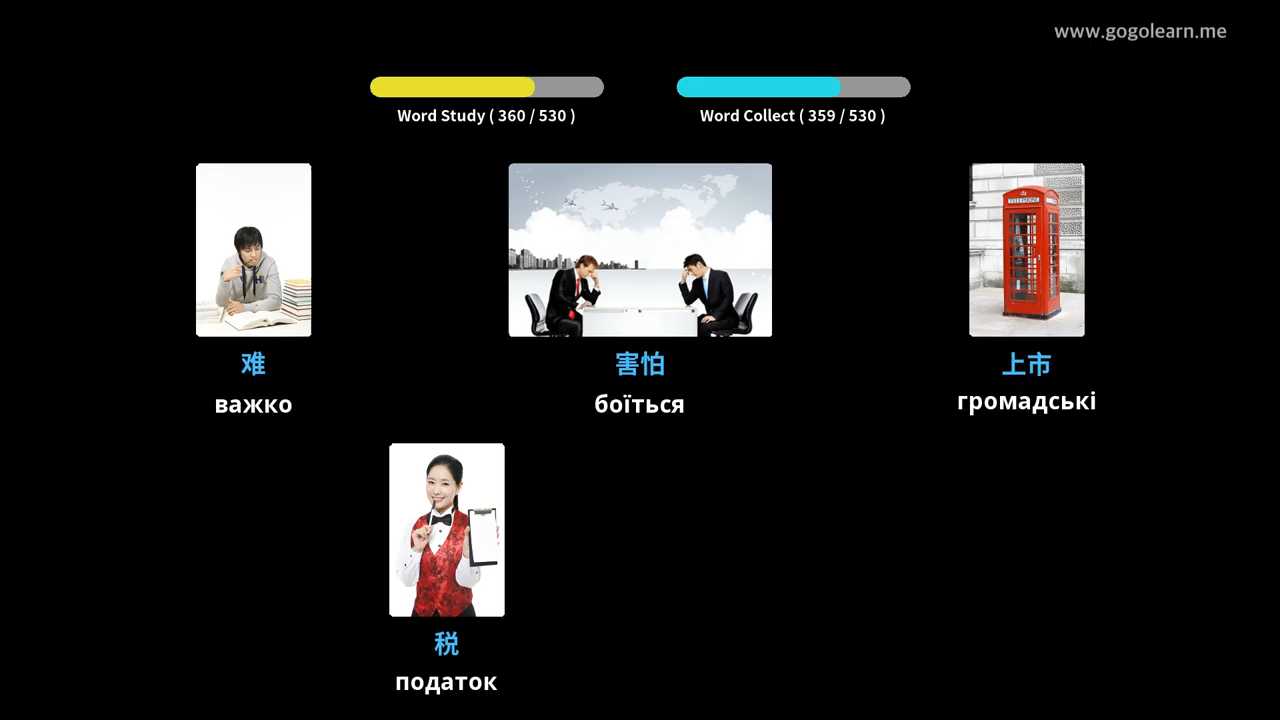 www.gogolearn.me
Word Study ( 360 / 530 )
Word Collect ( 359 / 530 )
TELEPHONE
难
害怕
上市
важко
боїться
громадські
税
податок